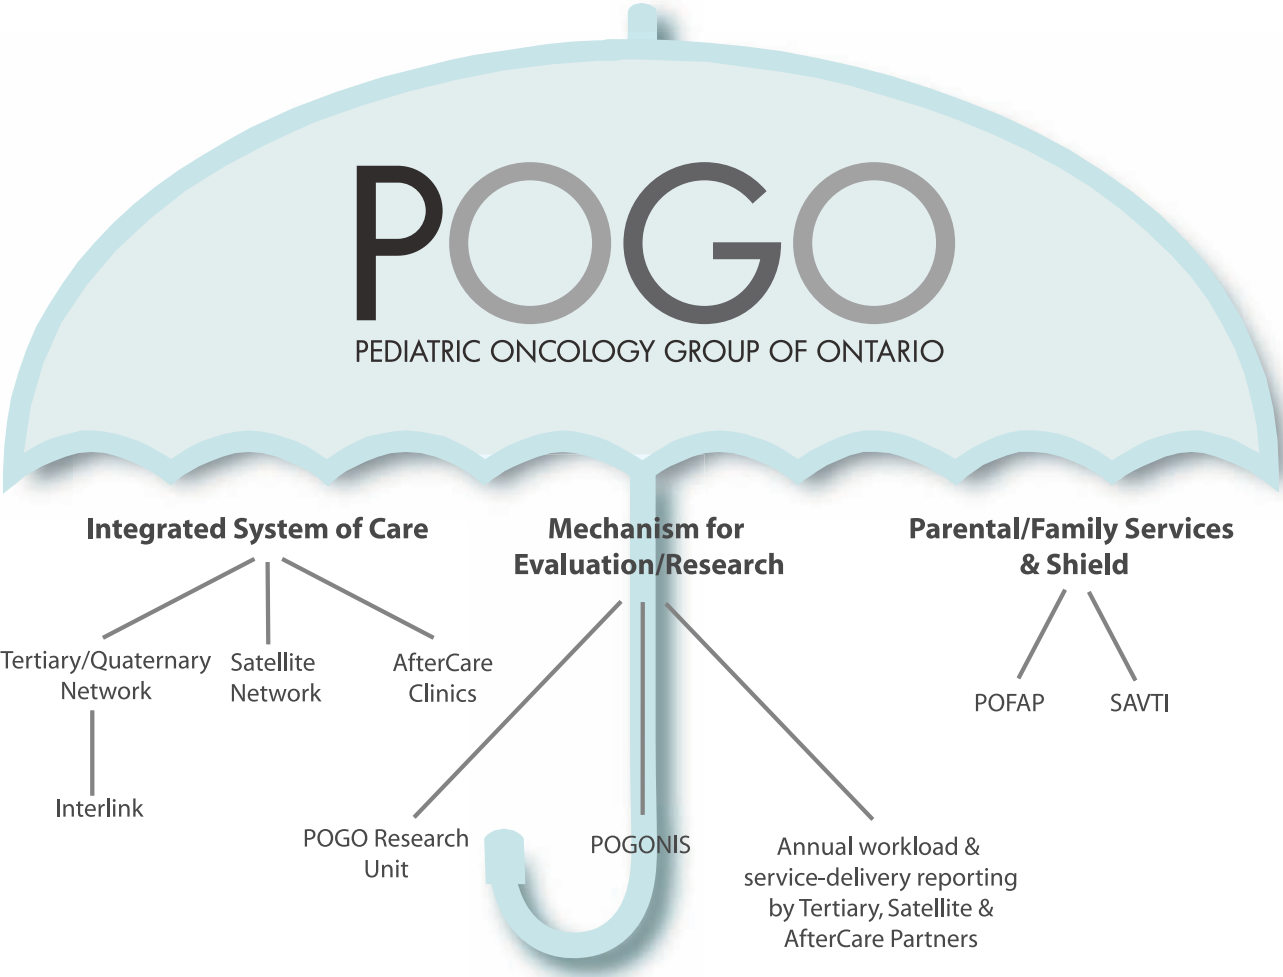 POGO
PEDIATRIC ONCOLOGY GROUP OF ONTARIO
Integrated System of Care
Tertiary/Quaternary
Network
Interlink
Satellite
Network
AfterCare
Clinics
Mechanism for
Evaluation/Research
POGO Research
Unit
POGONIS
Annual workload &
service-delivery reporting
by Tertiary, Satellite &
AfterCare Partners
Parental/Family Services
& Shield
POFAP
SAVTI